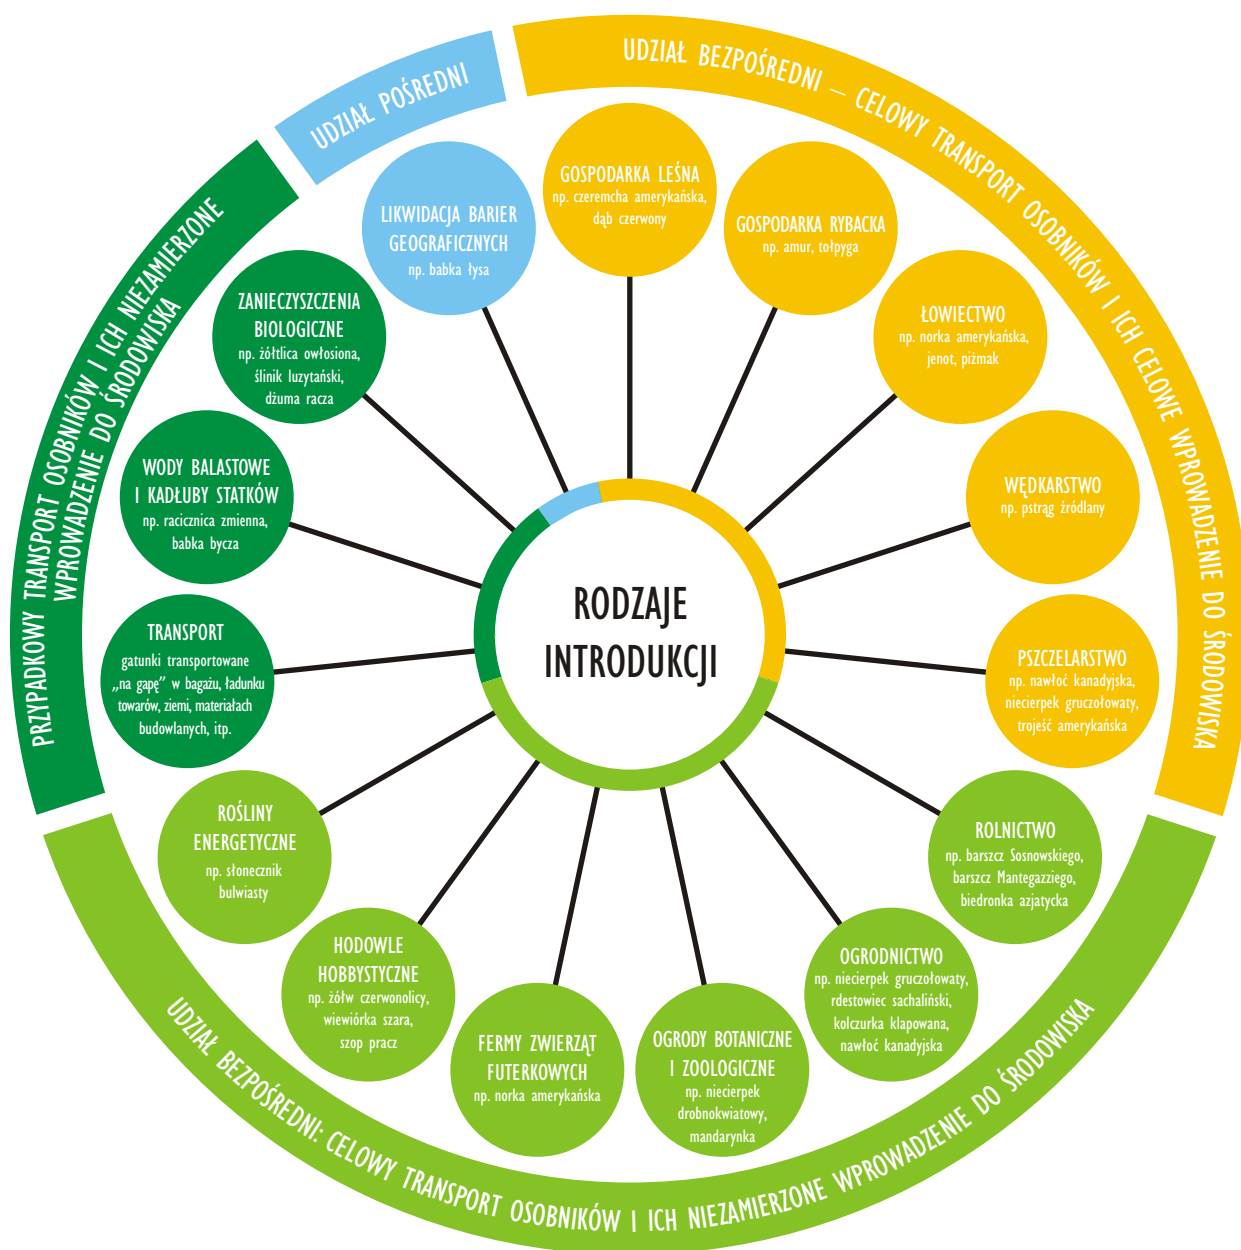 UDZIAŁ BEZPOŚREDNI – CELOWY TRANSPORT OSOBNIKÓW I ICH CELOWE WPROWADZENIE DO ŚRODOWISKA
UDZIAŁ POŚREDNI
PRZYPADKOWY TRANSPORT OSOBNIKÓW I ICH NIEZAMIERZONE
WPROWADZENIE DO ŚRODOWISKA
UDZIAŁ BEZPOŚREDNI: CELOWY TRANSPORT OSOBNIKÓW I ICH NIEZAMIERZONE WPROWADZENIE DO ŚRODOWISKA
RODZAJE
INTRODUKCJI
GOSPODARKA LEŚNA
np. czeremcha amerykańska,
dąb czerwony
GOSPODARKA RYBACKA
np. amur, tołpyga
ŁOWIECTWO
np. norka amerykańska,
jenot, piżmak
WĘDKARSTWO
np. pstrąg źródlany
PSZCZELARSTWO
np. nawłoć kanadyjska,
niecierpek gruczołowaty,
trojeść amerykańska
ROLNICTWO
np. barszcz Sosnowskiego,
barszcz Mantegazziego,
biedronka azjatycka
OGRODNICTWO
np. niecierpek gruczołowaty,
rdestowiec sachaliński,
kolczurka klapowana,
nawłoć kanadyjska
OGRODY BOTANICZNE
I ZOOLOGICZNE
np. niecierpek
drobnokwiatowy,
mandarynka
FERMY ZWIERZĄT
FUTERKOWYCH
np. norka amerykańska
HODOWLE
HOBBYSTYCZNE
np. żółw czerwonolicy,
wiewiórka szara,
szop pracz
ROŚLINY
ENERGETYCZNE
np. słonecznik
bulwiasty
TRANSPORT
gatunki transportowane
„na gapę” w bagażu, ładunku
towarów, ziemi, materiałach
budowlanych, itp.
WODY BALASTOWE
I KADŁUBY STATKÓW
np. racicznica zmienna,
babka bycza
ZANIECZYSZCZENIA
BIOLOGICZNE
np. żółtlica owłosiona,
ślinik luzytański,
dżuma racza
LIKWIDACJA BARIER
GEOGRAFICZNYCH
np. babka łysa